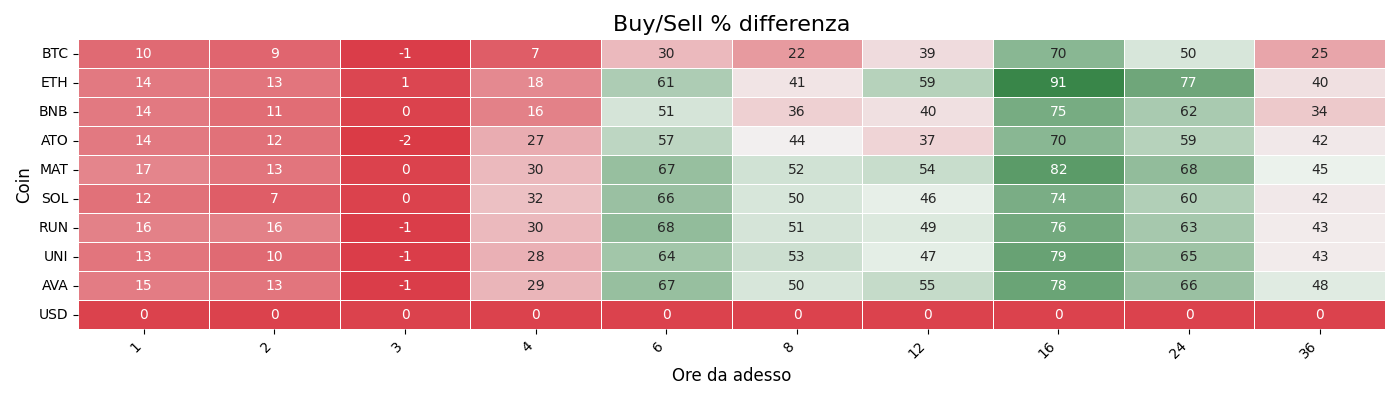 Buy/Sell % differenza
Coin
BTC 10 9 -1 7 30 22 39 70 50 25
ETH 14 13 1 18 61 41 59 91 77 40
BNB 14 11 0 16 51 36 40 75 62 34
ATO 14 12 -2 27 57 44 37 70 59 42
MAT 17 13 0 30 67 52 54 82 68 45
SOL 12 7 0 32 66 50 46 74 60 42
RUN 16 16 -1 30 68 51 49 76 63 43
UNI 13 10 -1 28 64 53 47 79 65 43
AVA 15 13 -1 29 67 50 55 78 66 48
USD 0 0 0 0 0 0 0 0 0 0
1 2 3 4 6 8 12 16 24 36
Ore da adesso